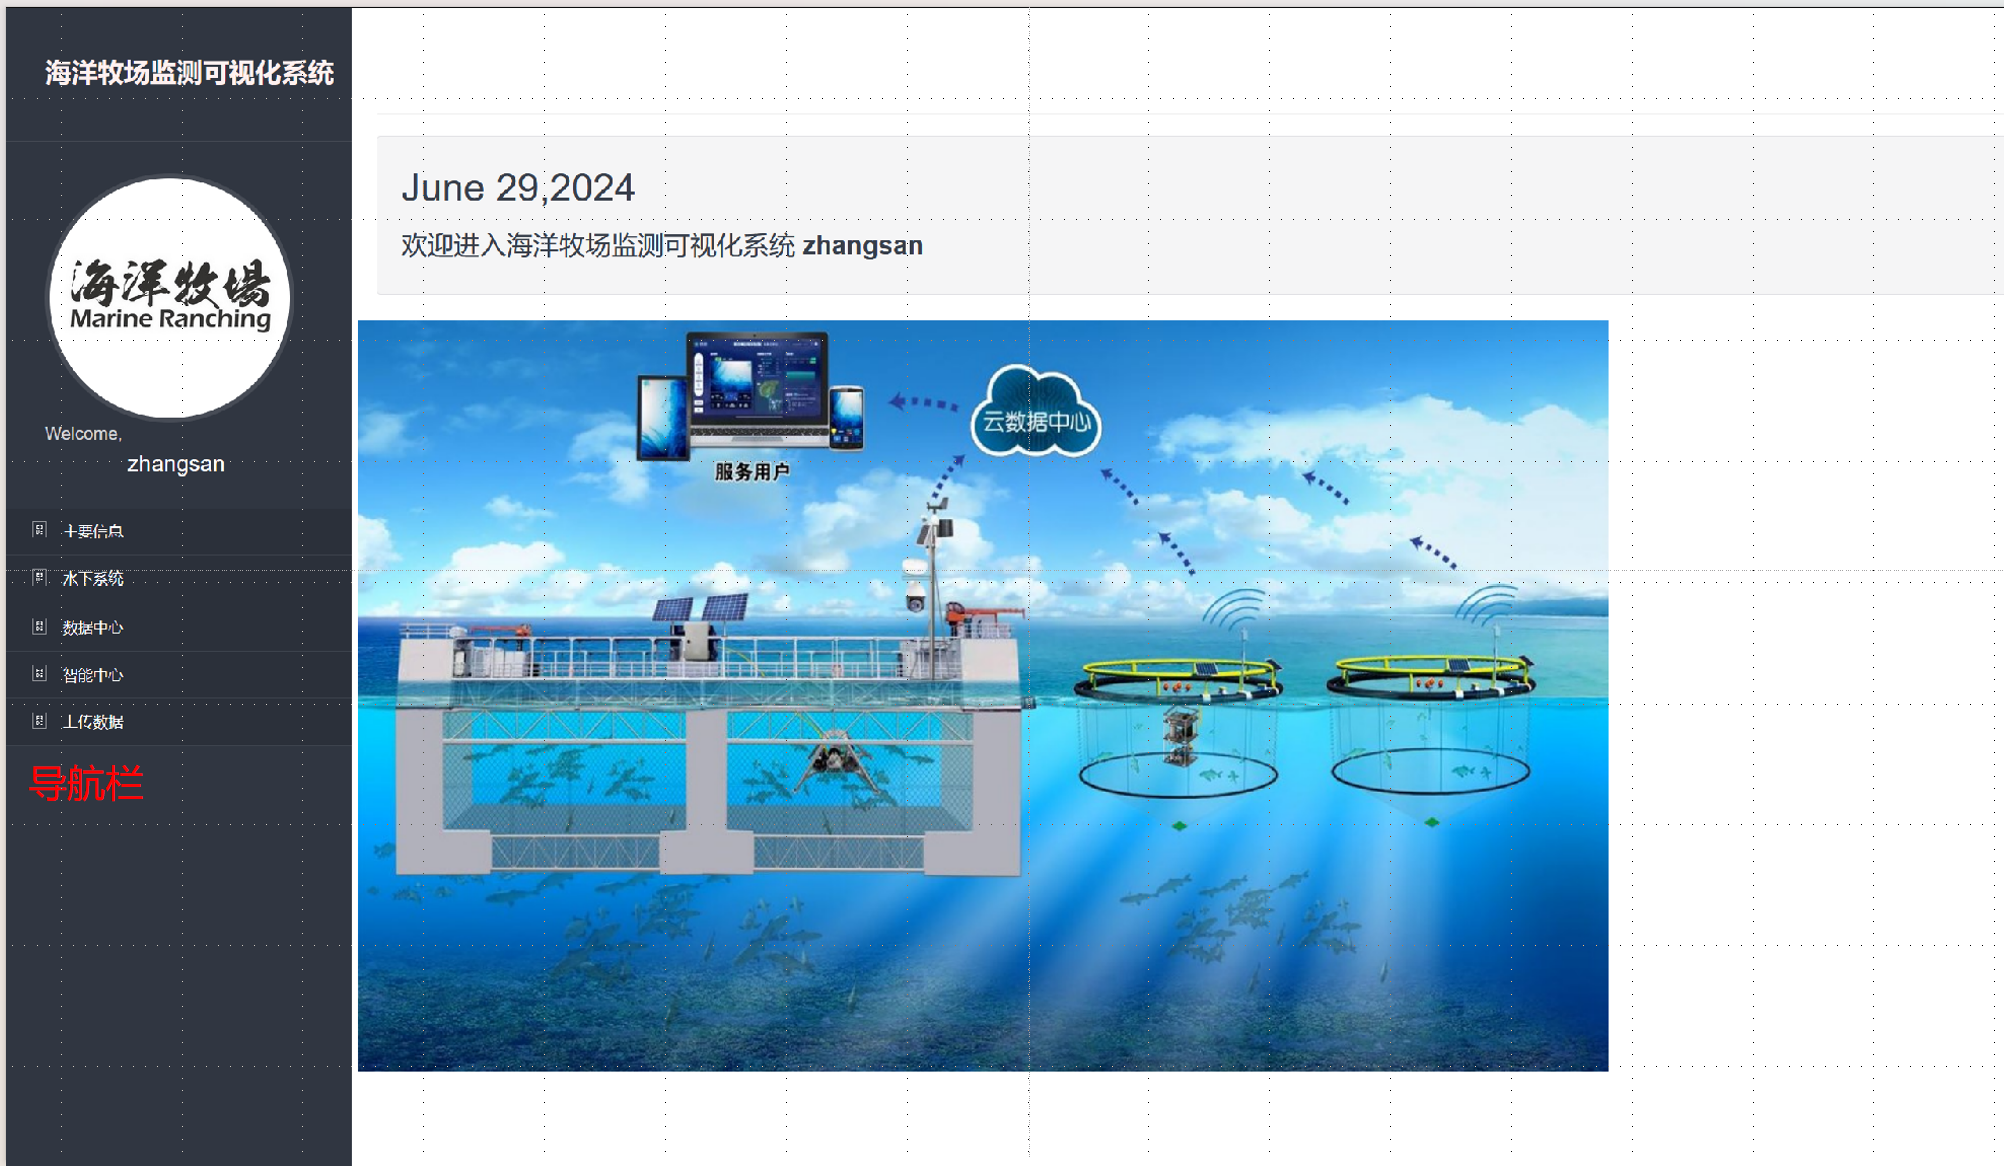 海洋牧场监测可视化系统
海洋牧場
Marine Ranching
Welcome,
zhangsan
主要信息
水下系统
数据中心
智能中心
上传数据
导航栏
June 29,2024
欢迎进入海洋牧场监测可视化系统 zhangsan
云数据中心
服务用户